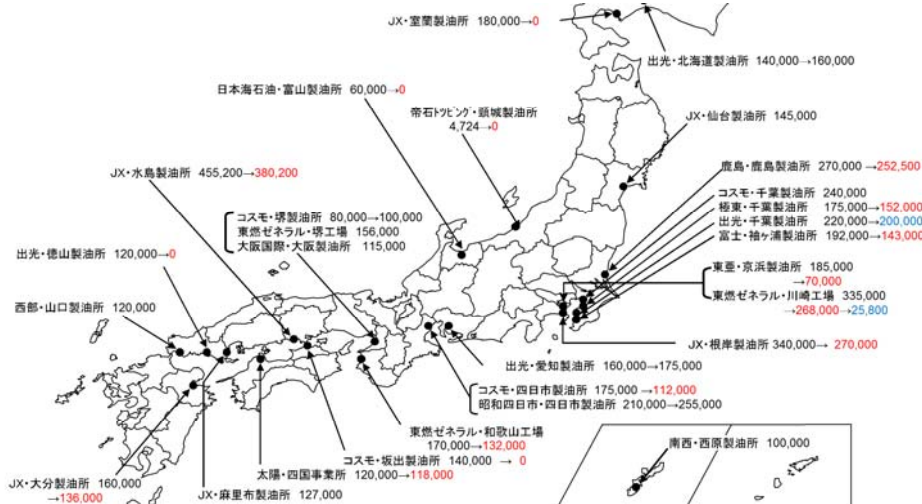 JX・室蘭製油所 180,000→0
出光・北海道製油所 140,000→160,000
日本海石油・富山製油所 60,000→0
帝石トッピング・頸城製油所
4,724→0
JX・仙台製油所 145,000
JX・水島製油所 455,200→380,200
鹿島・鹿島製油所 270,000→252,500
コスモ・千葉製油所 240,000
極東・千葉製油所 175,000→152,000
出光・千葉製油所 220,000→200,000
富士・袖ヶ浦製油所 192,000→143,000
コスモ・堺製油所 80,000→100,000
東燃ゼネラル・堺工場 156,000
大阪国際・大阪製油所 115,000
出光・徳山製油所 120,000→0
東亜・京浜製油所 185,000
→70,000
東燃ゼネラル・川崎工場 335,000
→268,000→25,800
西部・山口製油所 120,000
JX・根岸製油所 340,000→ 270,000
出光・愛知製油所 160,000→175,000
コスモ・四日市製油所 175,000→112,000
昭和四日市・四日市製油所 210,000→255,000
東燃ゼネラル・和歌山工場
170,000→132,000
コスモ・坂出製油所 140,000 → 0
南西・西原製油所 100,000
太陽・四国事業所 120,000→118,000
JX・大分製油所 160,000
→136,000
JX・麻里布製油所 127,000